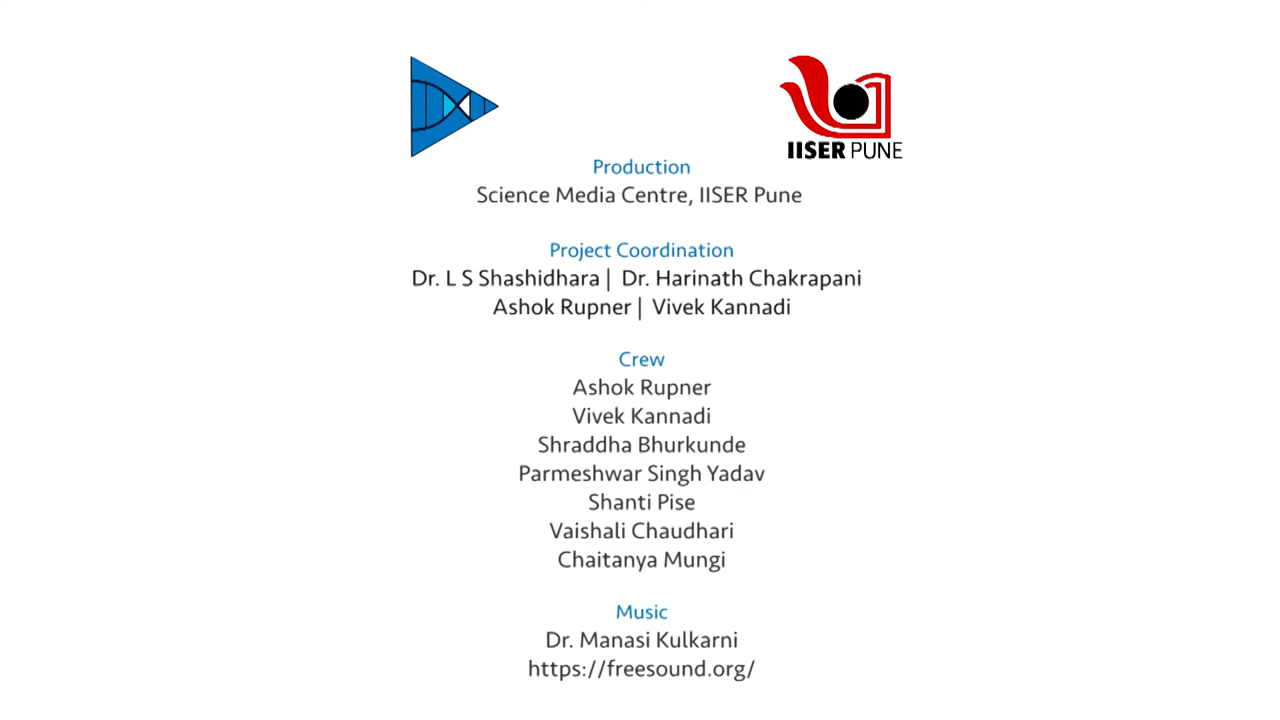 IISER PUNE
Production
Science Media Centre, IISER Pune
Project Coordination
Dr. L S Shashidhara | Dr. Harinath Chakrapani
Ashok Rupner | Vivek Kannadi
Crew
Ashok Rupner
Vivek Kannadi
Shraddha Bhurkunde
Parmeshwar Singh Yadav
Shanti Pise
Vaishali Chaudhari
Chaitanya Mungi
Music
Dr. Manasi Kulkarni
https://freesound.org/